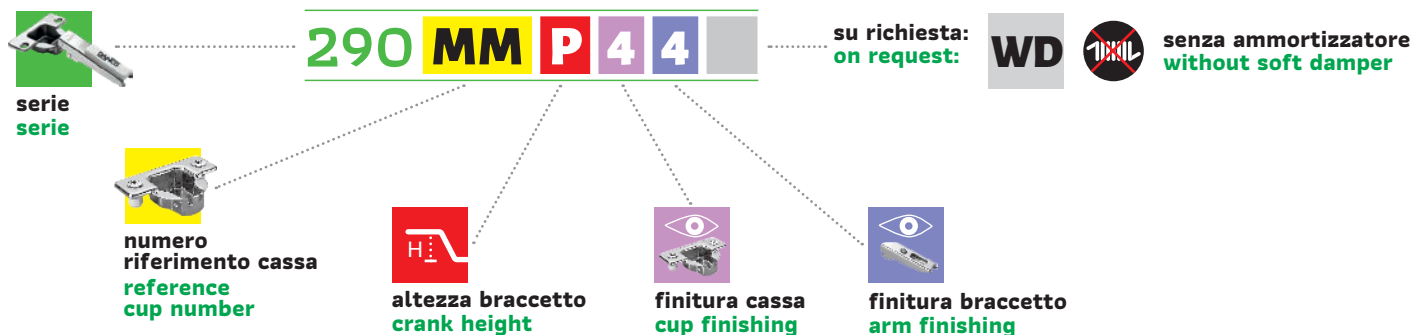 290 MM P 4 4
su richiesta:
on request:
WD
senza ammortizzatore
without soft damper
serie
serie
numero
riferimento cassa
reference
cup number
H
altezza braccetto
crank height
finitura cassa
cup finishing
finitura braccetto
arm finishing